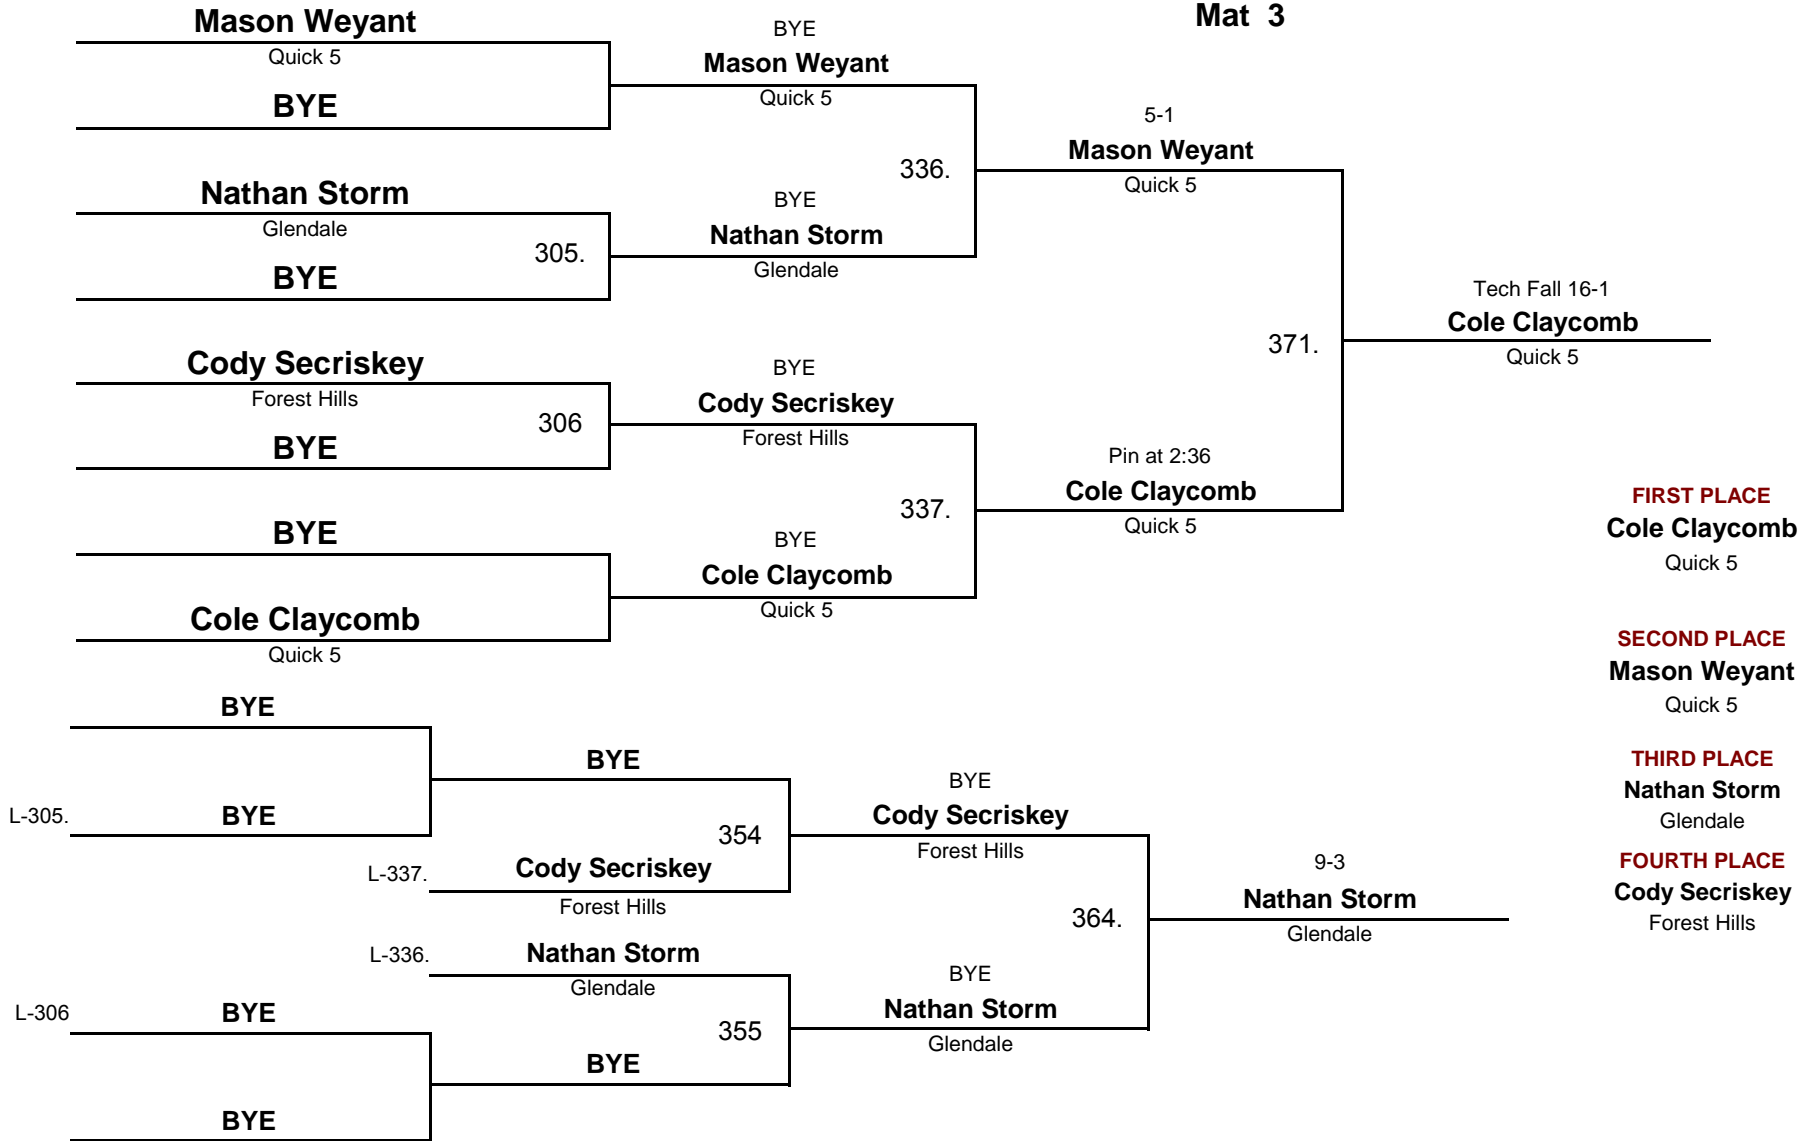 Mat 3
Mason Weyant
Quick 5
BYE
Nathan Storm
Glendale
305.
BYE
Cody Secriskey
Forest Hills
306
BYE
BYE
Cole Claycomb
Quick 5
BYE
Mason Weyant
Quick 5
336.
BYE
Nathan Storm
Glendale
BYE
Cody Secriskey
Forest Hills
337.
BYE
Cole Claycomb
Quick 5
5-1
Mason Weyant
Quick 5
371.
Pin at 2:36
Cole Claycomb
Quick 5
Tech Fall 16-1
Cole Claycomb
Quick 5
FIRST PLACE
Cole Claycomb
Quick 5
SECOND PLACE
Mason Weyant
Quick 5
THIRD PLACE
Nathan Storm
Glendale
FOURTH PLACE
Cody Secriskey
Forest Hills
BYE
L-305.
BYE
L-306
BYE
BYE
BYE
354
L-337.
Cody Secriskey
Forest Hills
L-336.
Nathan Storm
Glendale
355
BYE
BYE
Cody Secriskey
Forest Hills
364.
BYE
Nathan Storm
Glendale
9-3
Nathan Storm
Glendale